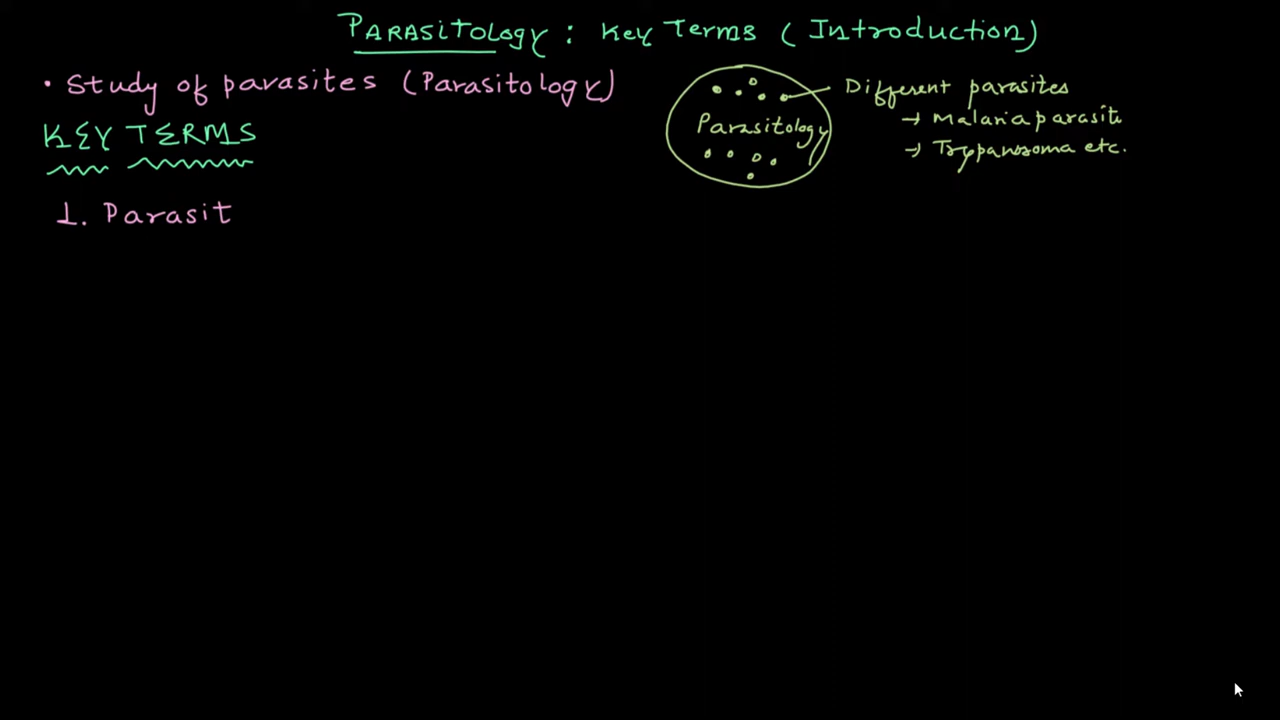 PARASITOLOGY : KEY TERMS ( Introduction )
• Study of parasites (Parasitology)
KEY TERMS
1. Parasit
Parasitology
Different parasites
→ Malaria parasite
→ Trypanosoma etc.